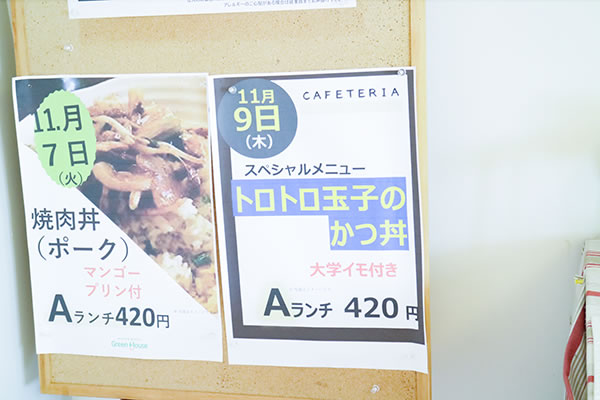 11月
7日
(火)
焼肉丼
(ポーク)
マンゴー
プリン付
Aランチ420円
Green House
11月
9日
(木)
CAFETERIA
スペシャルメニュー
トロトロ玉子の
かつ丼
大学イモ付き
Aランチ 420円